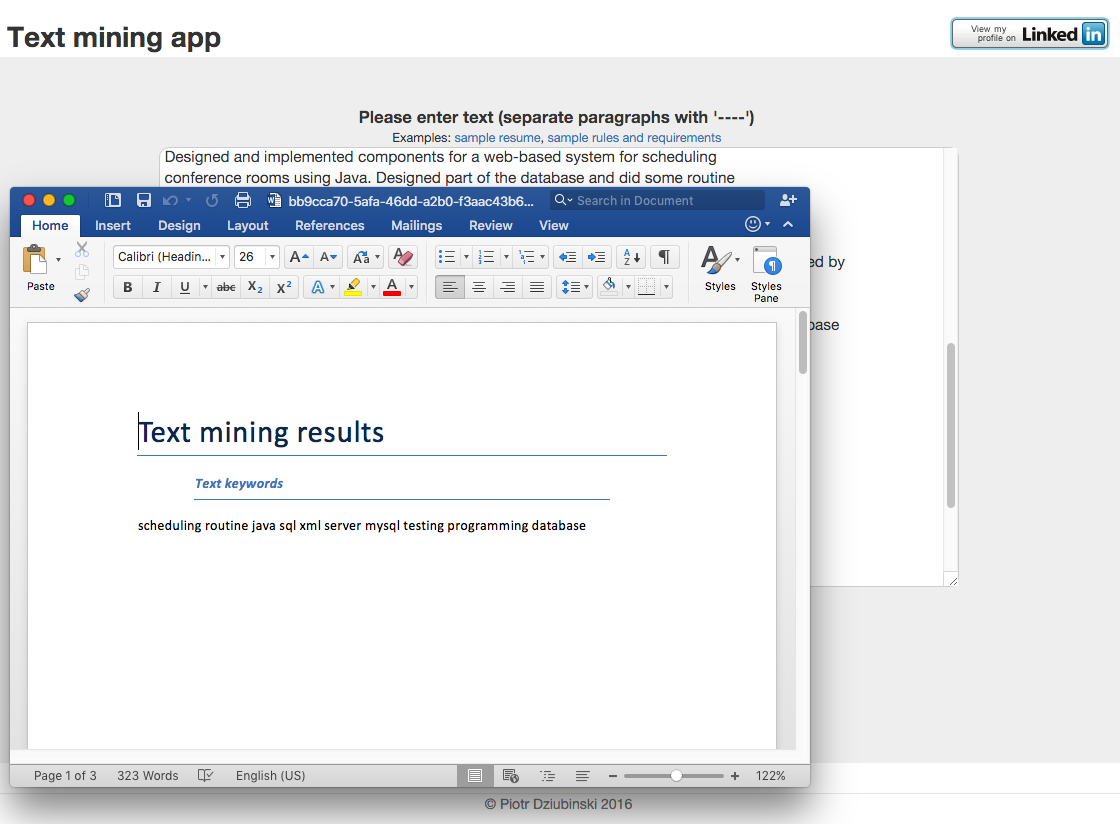 Text mining app
View my
profile on Linked in
Please enter text (separate paragraphs with '----')
Examples: sample resume, sample rules and requirements
Designed and implemented components for a web-based system for scheduling
conference rooms using Java. Designed part of the database and did some routine
bb9cca70-5afa-46dd-a2b0-f3aac43b6... Search in Document
Home Insert Design Layout References Mailings Review View
Calibri (Headin... 26 A A Aa A A Z ¶
ed by
Paste B I U abc X2 X2 A A Styles Styles
Pane
base
Text mining results
Text keywords
scheduling routine java sql xml server mysql testing programming database
Page 1 of 3 323 Words English (US) 122%
© Piotr Dziubinski 2016